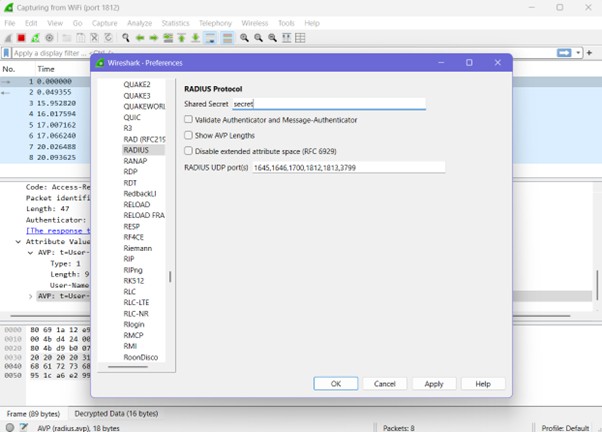 Capturing from WiFi (port 1812)
File Edit View Go Capture Analyze Statistics Telephony Wireless Tools Help
Apply a display filter ... <Ctrl-/>
No. Time
1 0.000000
2 0.049355
3 15.952820
4 16.017594
5 17.007162
6 17.066240
7 20.026488
8 20.093625
Code: Access-Re
Packet identifi
Length: 47
Authenticator:
[The response t
Attribute Value
AVP: t=User-
Type: 1
Length: 9
User-Name
AVP: t=User-
0000 80 69 1a 12 e9
0010 00 4b d4 24 00
0020 80 4b d9 b0 07
0030 20 20 20 20 31
0040 68 61 72 73 68
0050 95 1c a6 e2 99
Frame (89 bytes) Decrypted Data (16 bytes)
AVP (radius.avp), 18 bytes Packets: 8 Profile: Default
Wireshark · Preferences
QUAKE2
QUAKE3
QUAKEWORL
QUIC
R3
RAD (RFC219
RADIUS
RANAP
RDP
RDT
RedbackLI
RELOAD
RELOAD FRA
RESP
RF4CE
Riemann
RIP
RIPng
RK512
RLC
RLC-LTE
RLC-NR
Rlogin
RMCP
RMI
RoonDisco
RADIUS Protocol
Shared Secret secret
Validate Authenticator and Message-Authenticator
Show AVP Lengths
Disable extended attribute space (RFC 6929)
RADIUS UDP port(s) 1645,1646,1700,1812,1813,3799
OK Cancel Apply Help